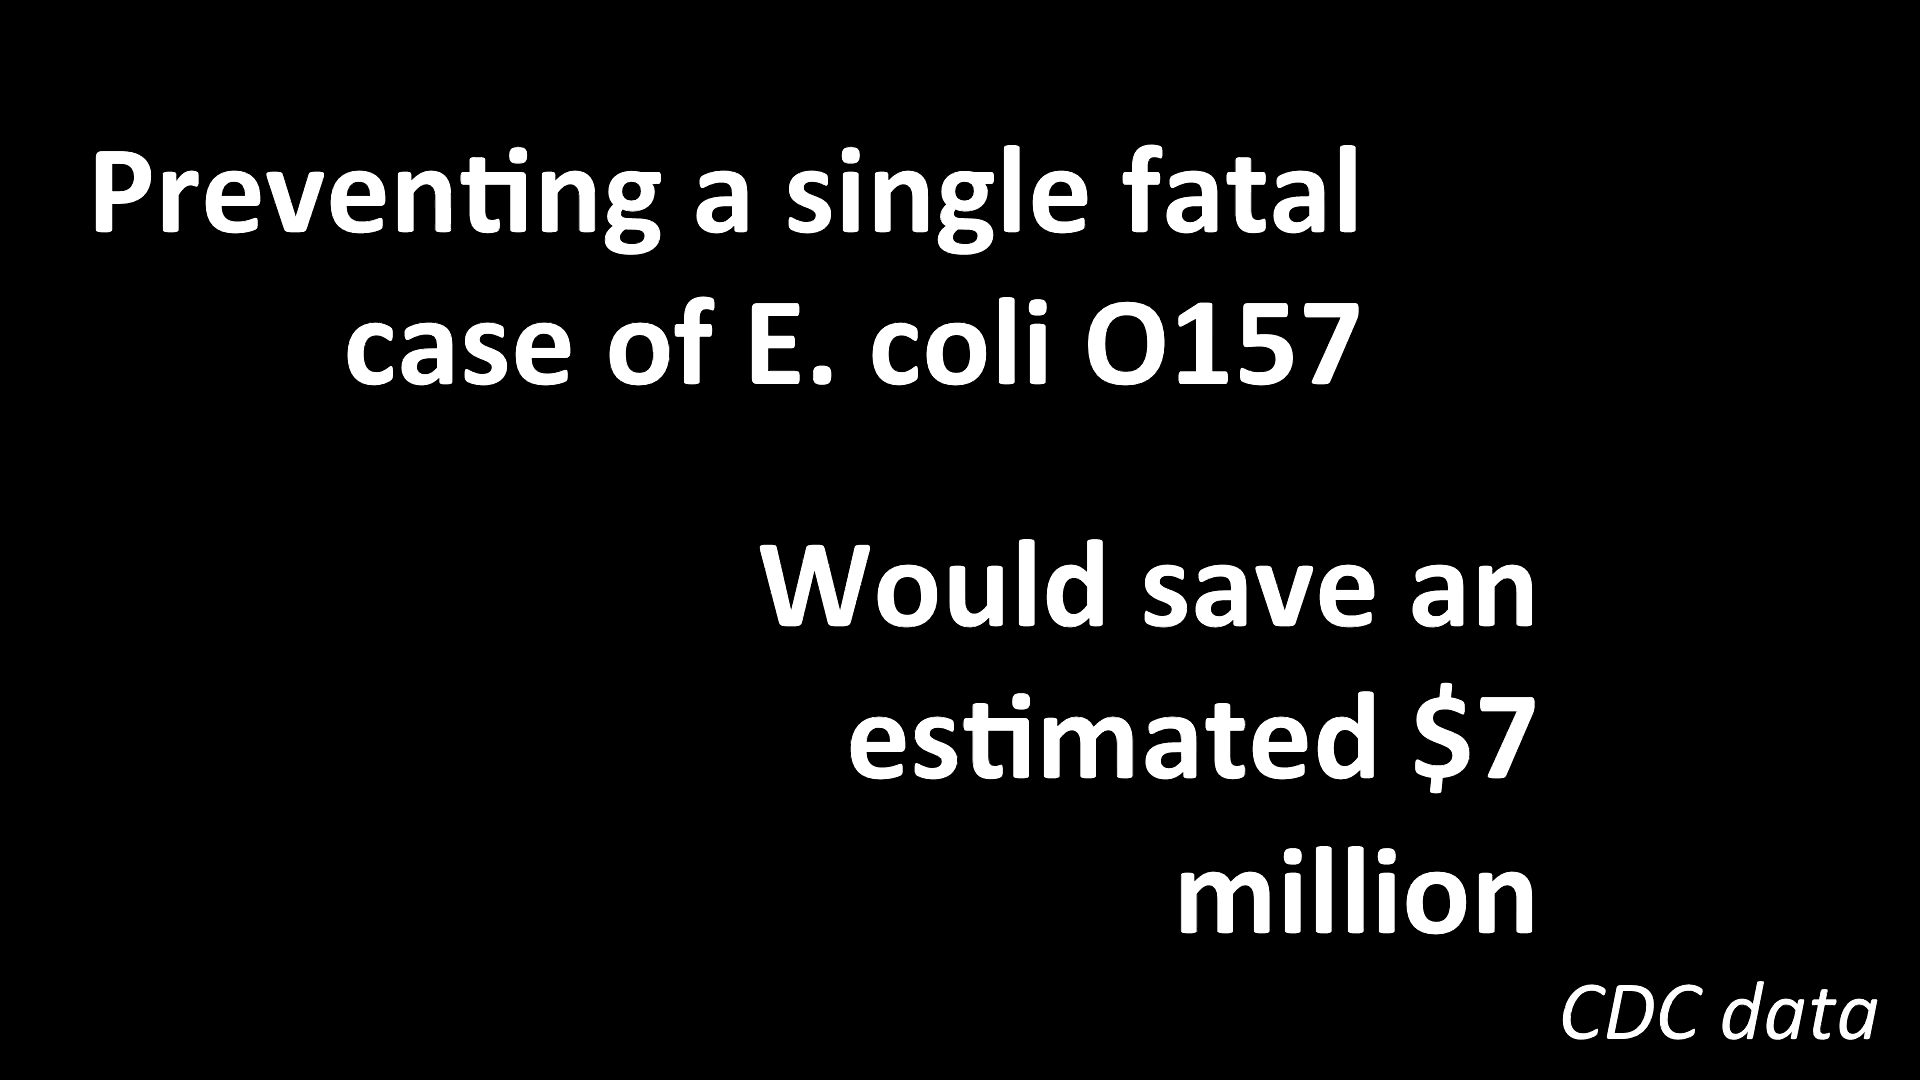 Preventing a single fatal
case of E. coli O157
Would save an
estimated $7
million
CDC data